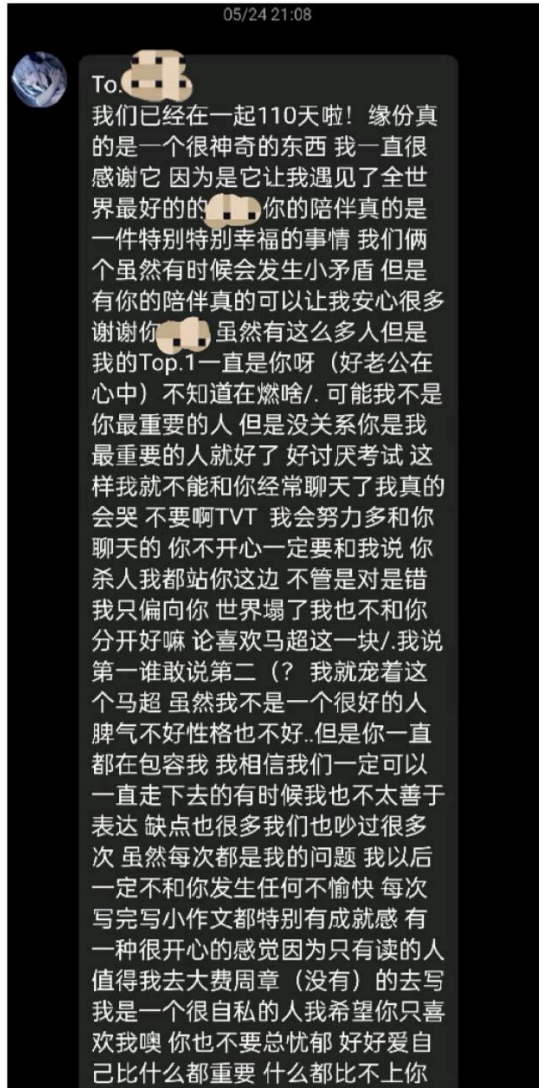 05/24 21:08
To.
我们已经在一起110天啦！缘份真
的是一个很神奇的东西 我一直很
感谢它 因为是它让我遇见了全世
界最好的的 你的陪伴真的是
一件特别特别幸福的事情 我们俩
个虽然有时候会发生小矛盾 但是
有你的陪伴真的可以让我安心很多
谢谢你 虽然有这么多人但是
我的Top.1一直是你呀（好老公在
心中）不知道在燃啥/. 可能我不是
你最重要的人 但是没关系你是我
最重要的人就好了 好讨厌考试 这
样我就不能和你经常聊天了我真的
会哭 不要啊TVT 我会努力多和你
聊天的 你不开心一定要和我说 你
杀人我都站你这边 不管是对是错
我只偏向你 世界塌了我也不和你
分开好嘛 论喜欢马超这一块/.我说
第一谁敢说第二（？ 我就宠着这
个马超 虽然我不是一个很好的人
脾气不好性格也不好..但是你一直
都在包容我 我相信我们一定可以
一直走下去的有时候我也不太善于
表达 缺点也很多我们也吵过很多
次 虽然每次都是我的问题 我以后
一定不和你发生任何不愉快 每次
写完写小作文都特别有成就感 有
一种很开心的感觉因为只有读的人
值得我去大费周章（没有）的去写
我是一个很自私的人我希望你只喜
欢我噢 你也不要总忧郁 好好爱自
己比什么都重要 什么都比不上你